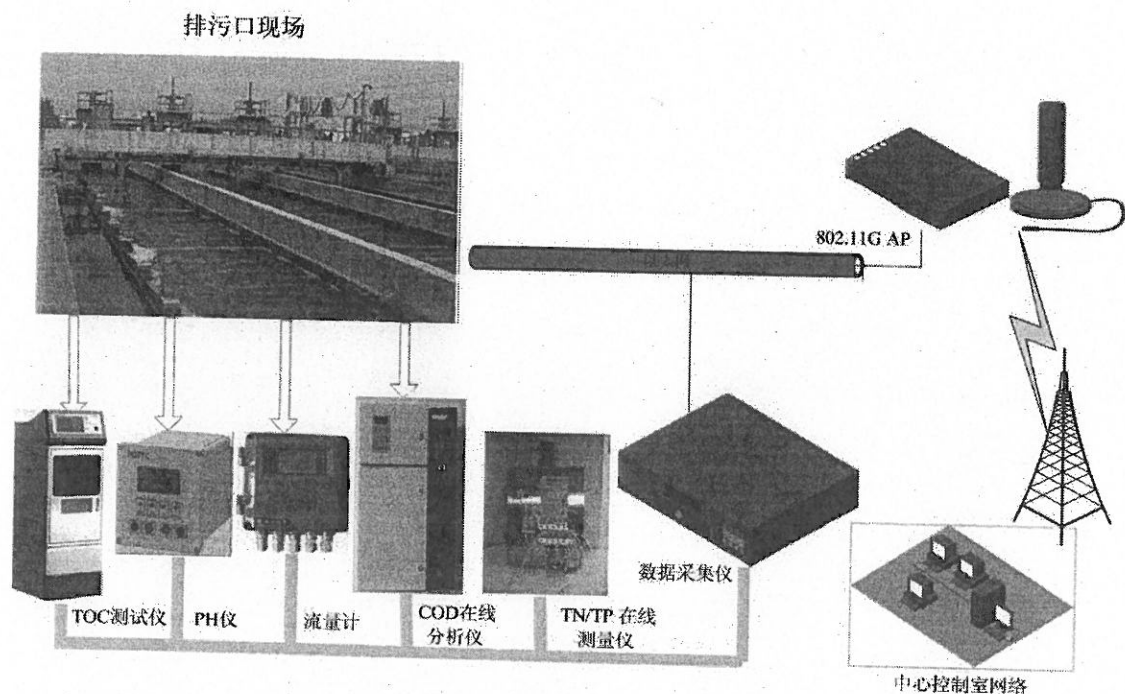 排污口现场
802.11G AP
数据采集仪
TOC测试仪
PH仪
流量计
COD在线
分析仪
TN/TP 在线
测量仪
中心控制室网络